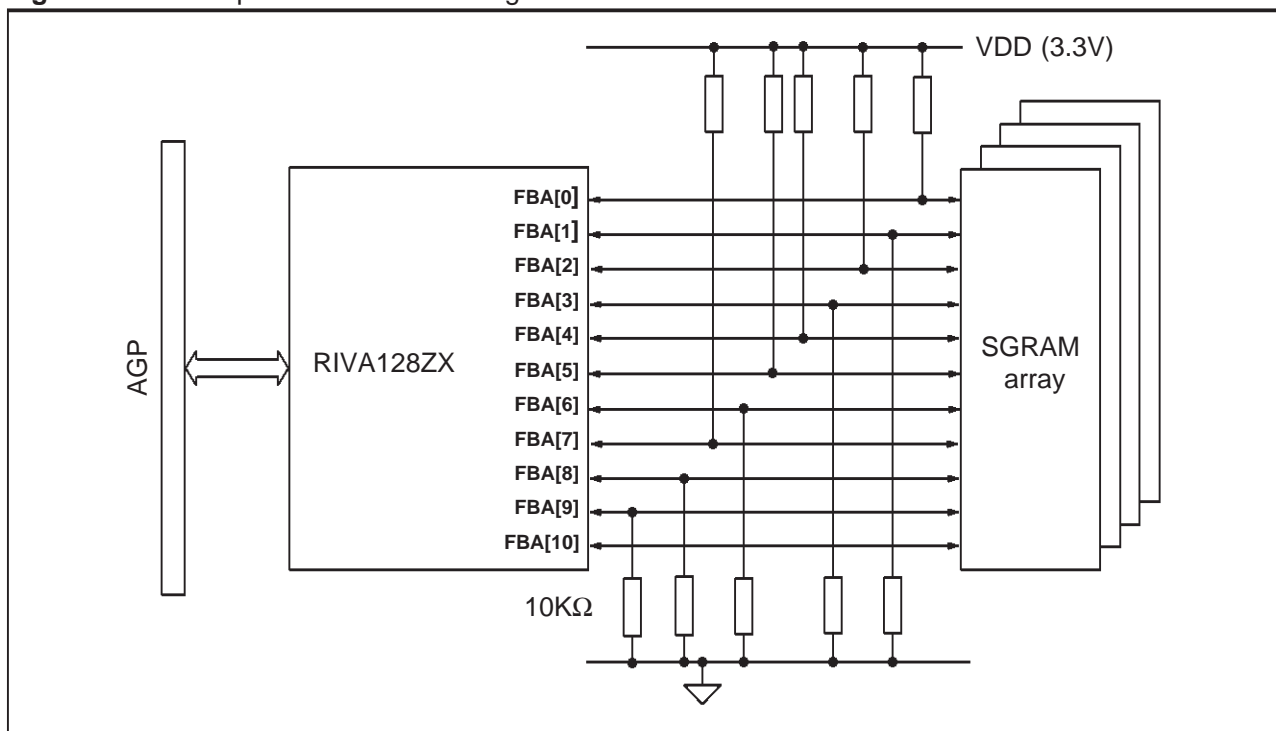 VDD (3.3V)
FBA[0]
FBA[1]
FBA[2]
FBA[3]
FBA[4]
FBA[5]
FBA[6]
FBA[7]
FBA[8]
FBA[9]
FBA[10]
AGP
RIVA128ZX
SGRAM
array
10KΩ